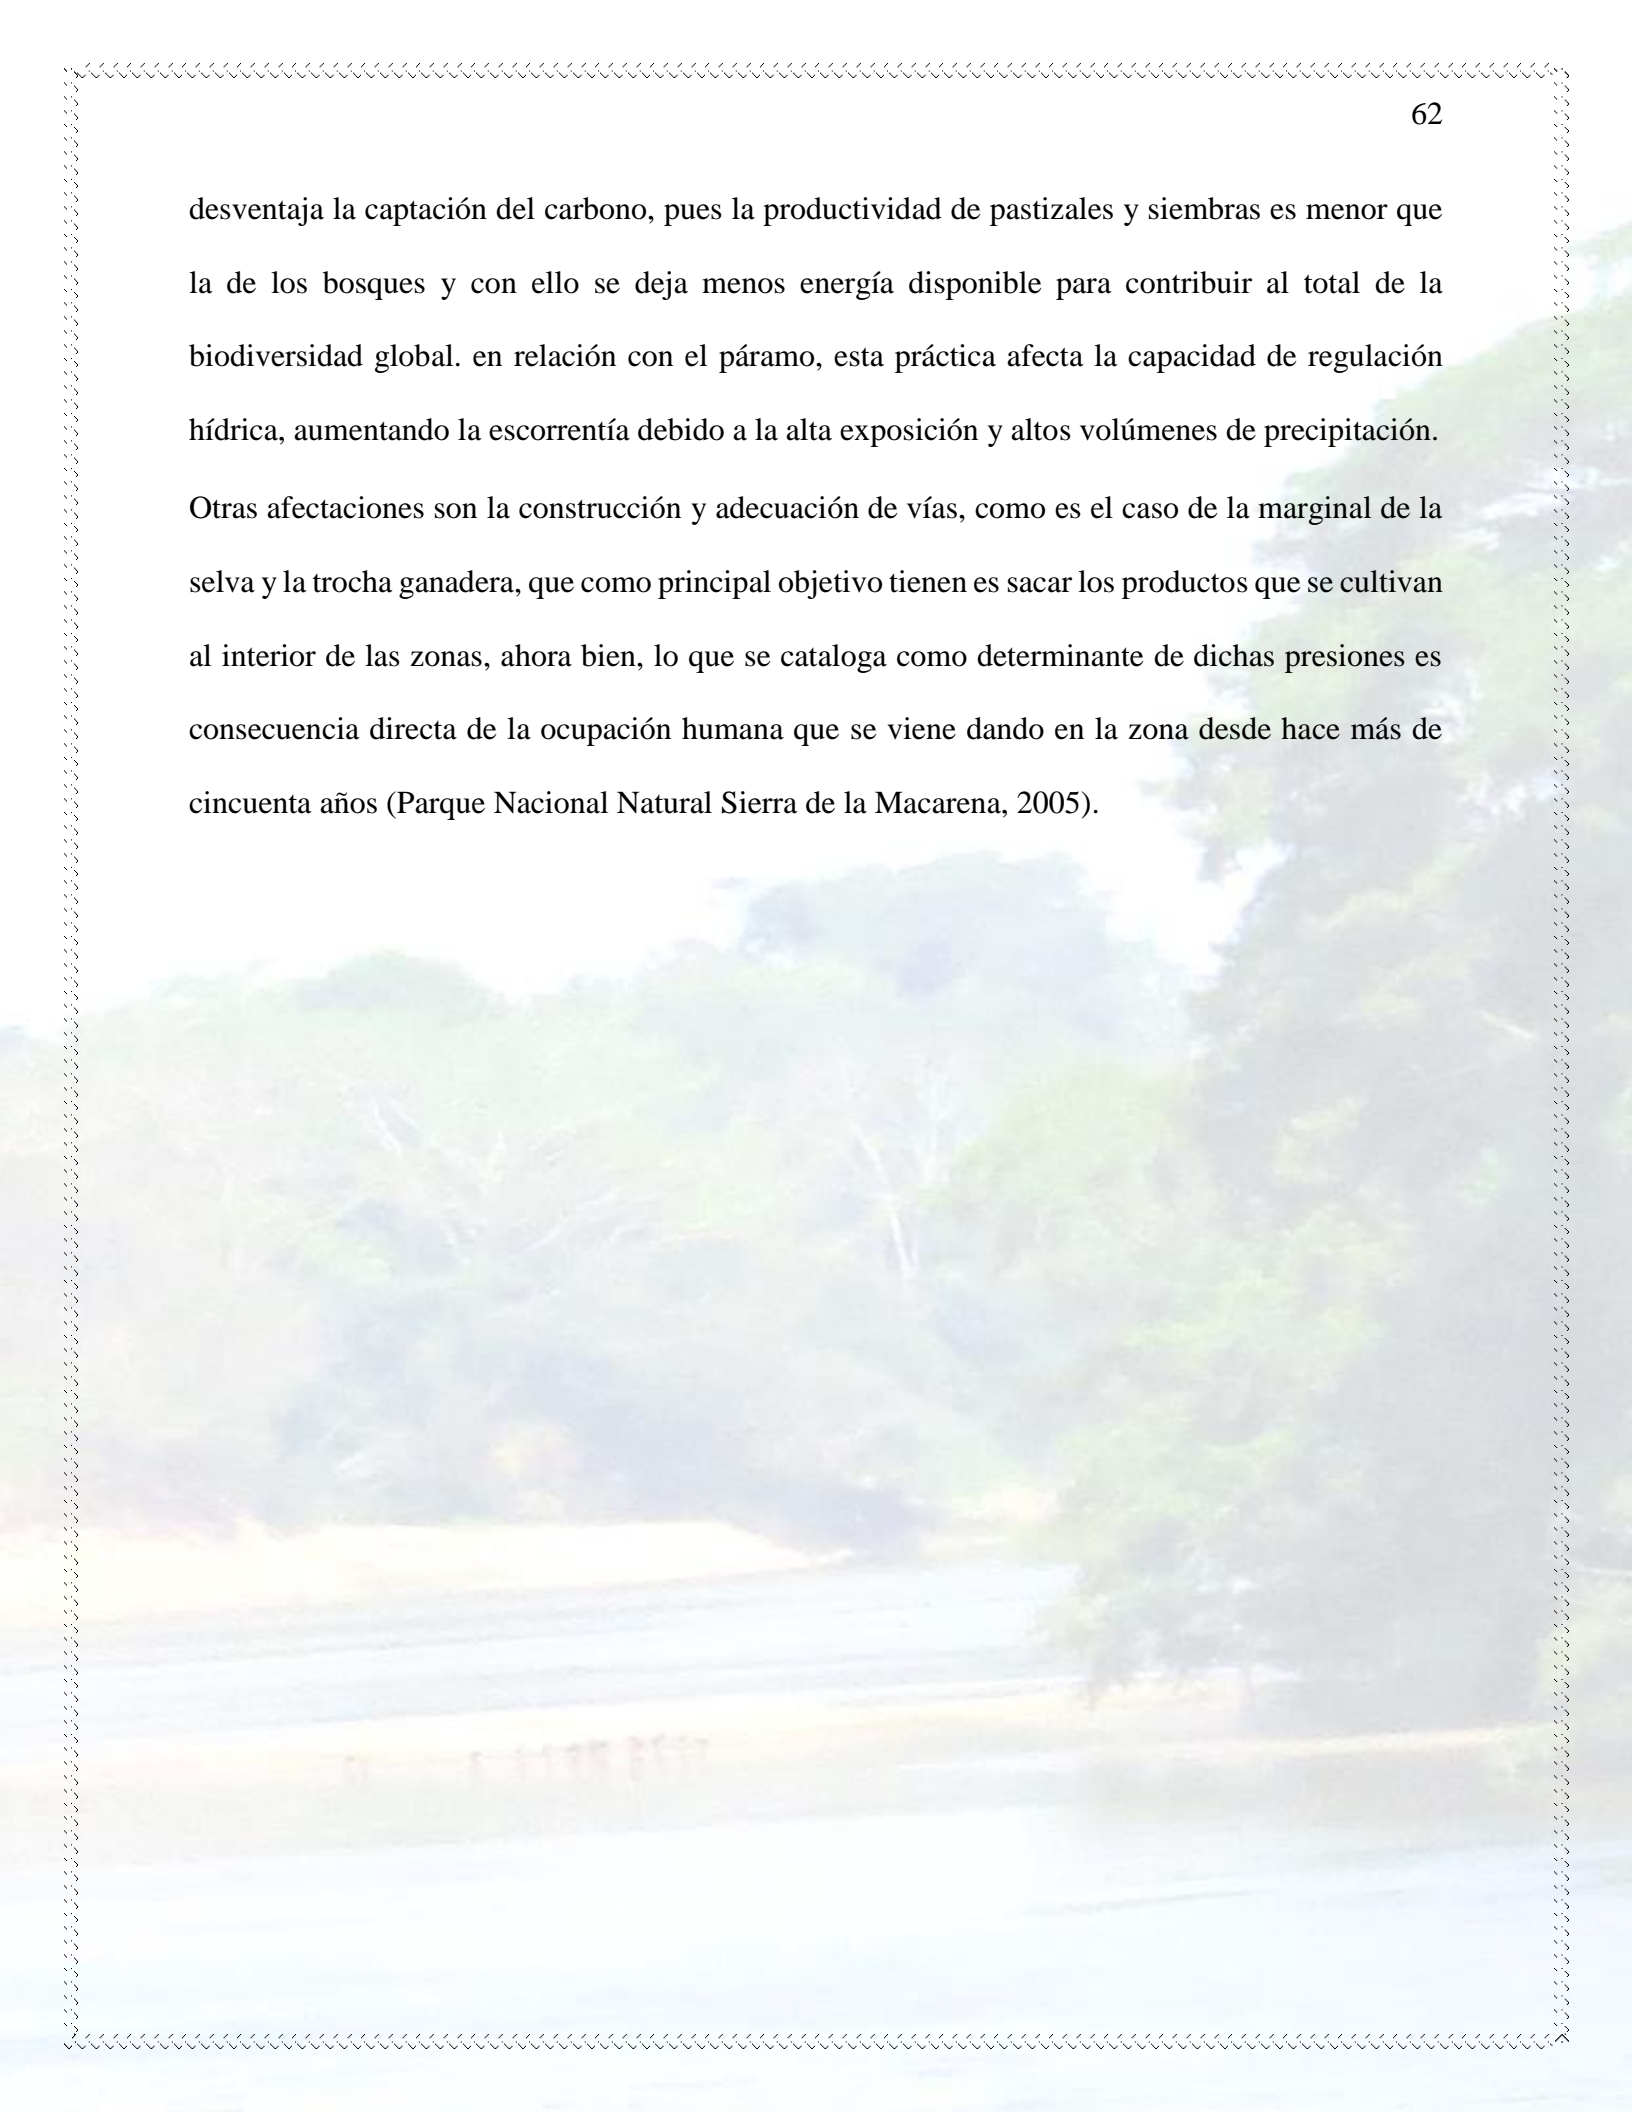 62
desventaja la captación del carbono, pues la productividad de pastizales y siembras es menor que
la de los bosques y con ello se deja menos energía disponible para contribuir al total de la
biodiversidad global. en relación con el páramo, esta práctica afecta la capacidad de regulación
hídrica, aumentando la escorrentía debido a la alta exposición y altos volúmenes de precipitación.
Otras afectaciones son la construcción y adecuación de vías, como es el caso de la marginal de la
selva y la trocha ganadera, que como principal objetivo tienen es sacar los productos que se cultivan
al interior de las zonas, ahora bien, lo que se cataloga como determinante de dichas presiones es
consecuencia directa de la ocupación humana que se viene dando en la zona desde hace más de
cincuenta años (Parque Nacional Natural Sierra de la Macarena, 2005).